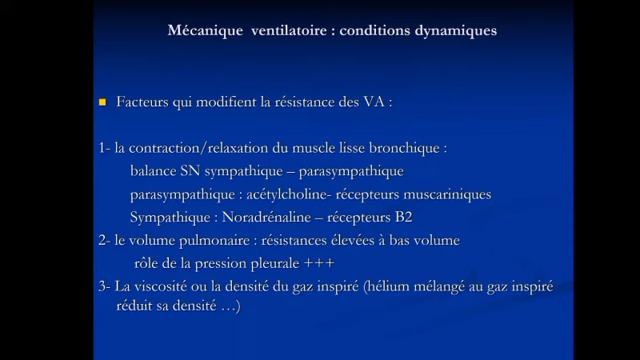 Mécanique ventilatoire : conditions dynamiques
Facteurs qui modifient la résistance des VA :
1- la contraction/relaxation du muscle lisse bronchique :
balance SN sympathique – parasympathique
parasympathique : acétylcholine- récepteurs muscariniques
Sympathique : Noradrénaline – récepteurs B2
2- le volume pulmonaire : résistances élevées à bas volume
rôle de la pression pleurale +++
3- La viscosité ou la densité du gaz inspiré (hélium mélangé au gaz inspiré
réduit sa densité …)